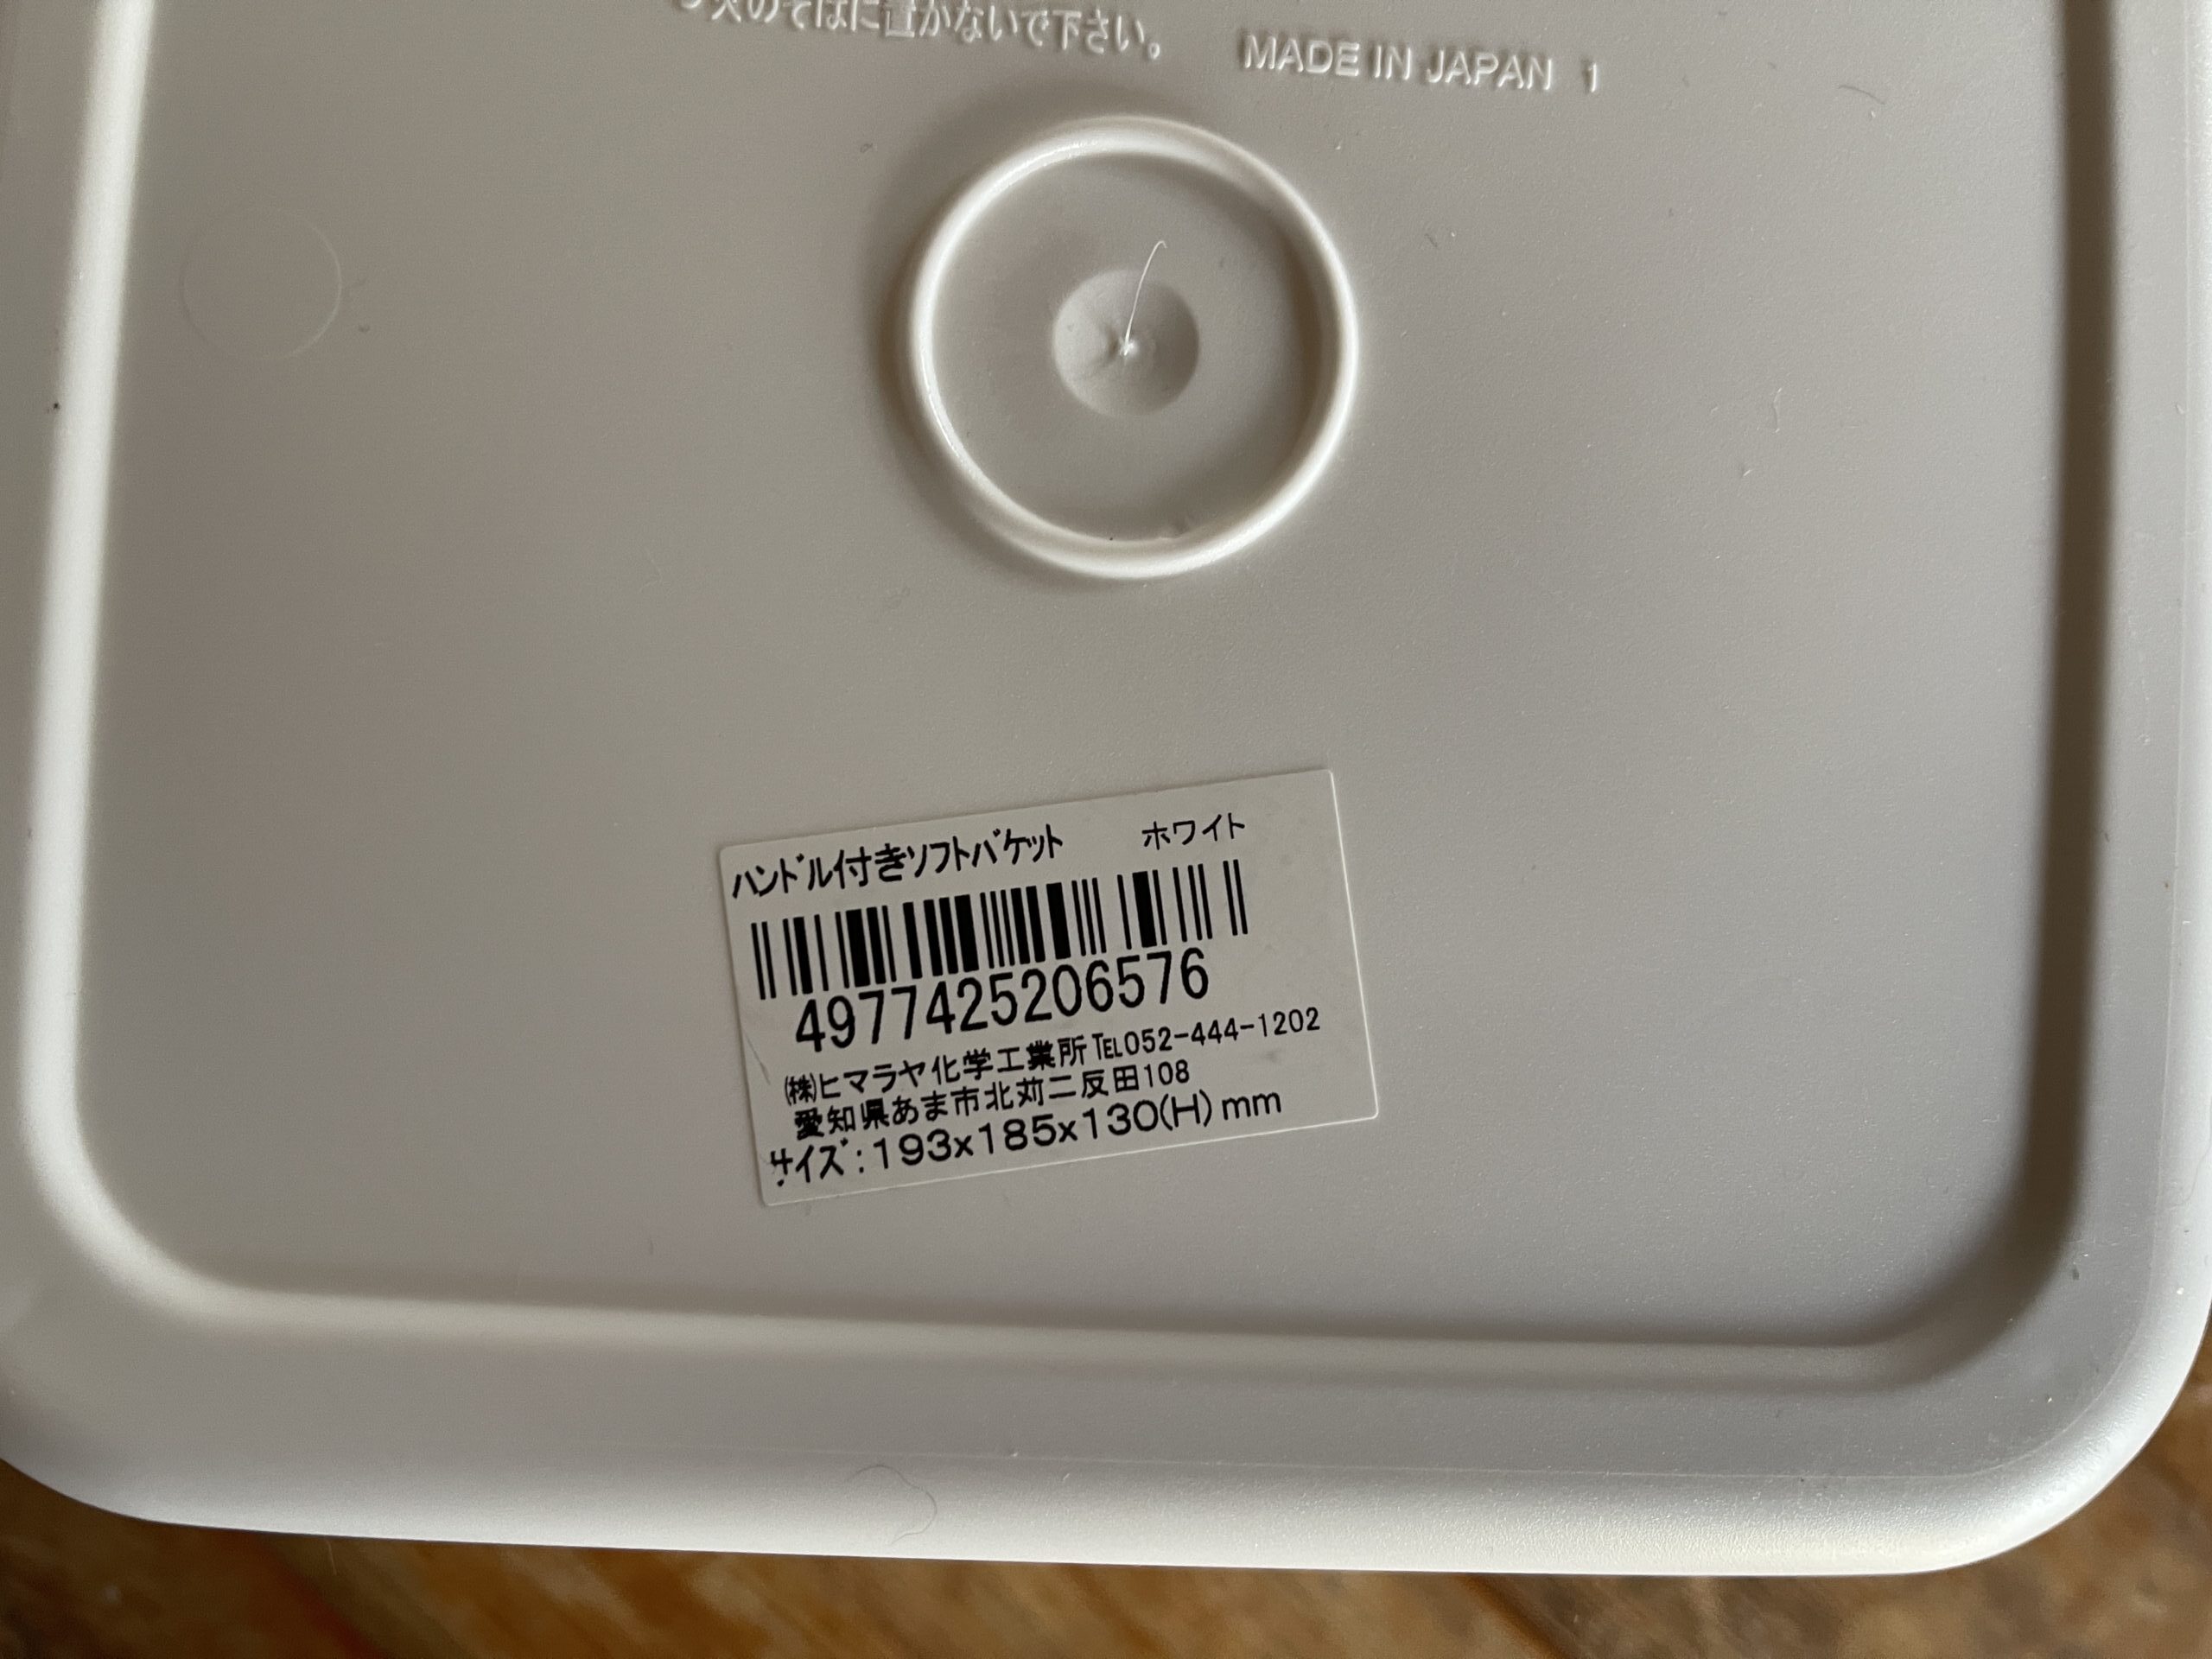 火のそばに置かないで下さい。 MADE IN JAPAN 1
ハンドル付きソフトバケット ホワイト
4977425206576
㈱ヒマラヤ化学工業所 ℡052-444-1202
愛知県あま市北苅二反田108
サイズ:193x185x130(H)mm